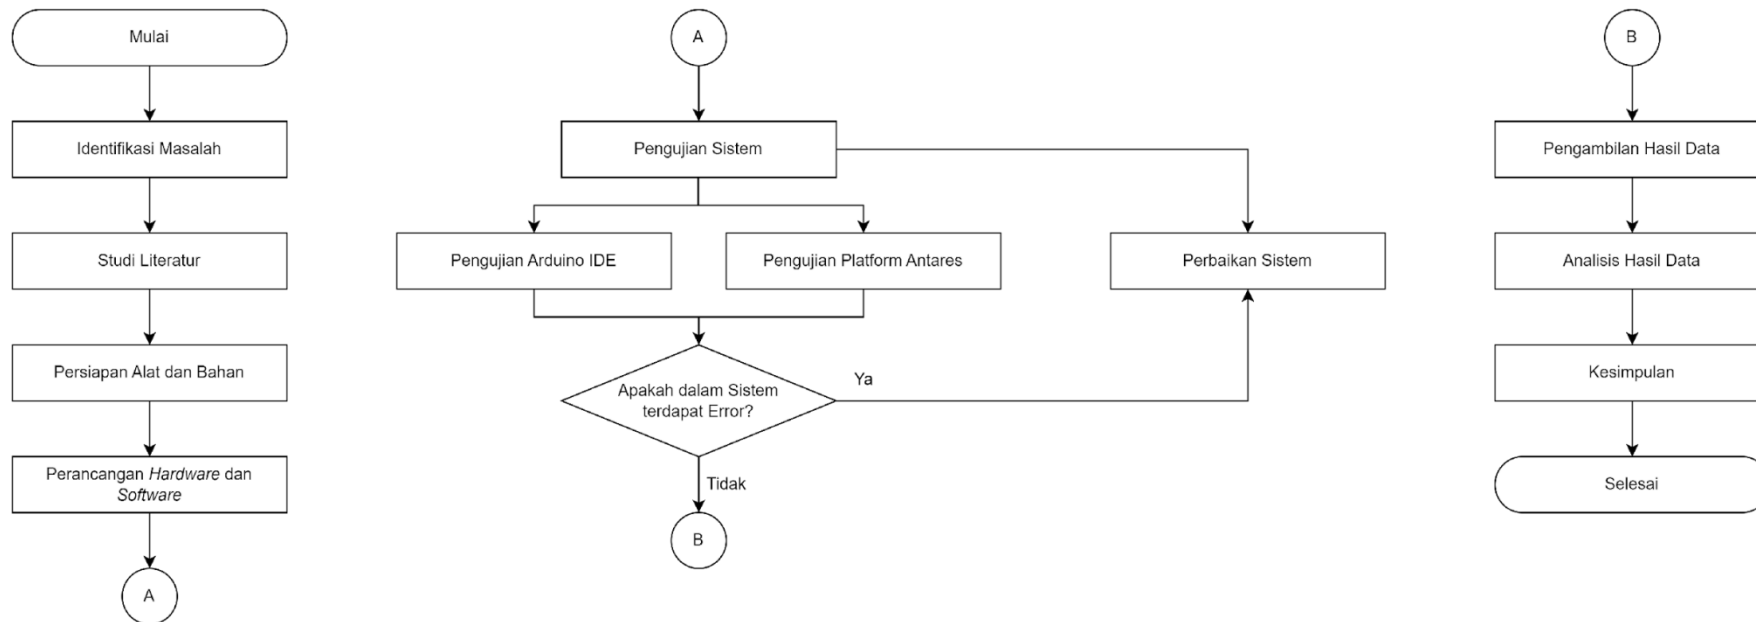 Mulai
Identifikasi Masalah
Studi Literatur
Persiapan Alat dan Bahan
Perancangan Hardware dan
Software
A
A
Pengujian Sistem
Pengujian Arduino IDE
Pengujian Platform Antares
Perbaikan Sistem
Apakah dalam Sistem
terdapat Error?
Ya
Tidak
B
B
Pengambilan Hasil Data
Analisis Hasil Data
Kesimpulan
Selesai